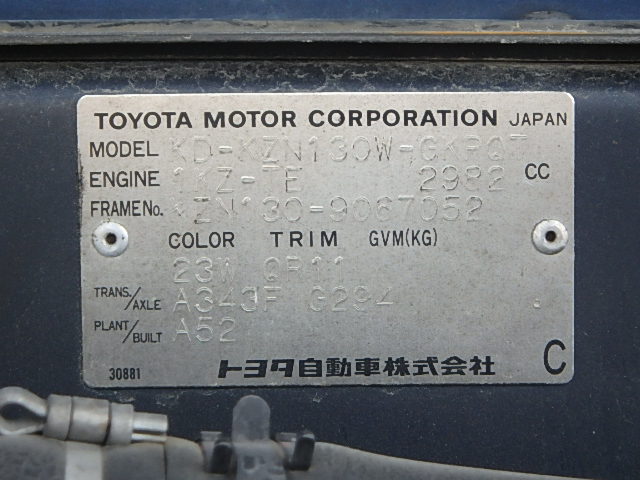 TOYOTA MOTOR CORPORATION JAPAN
MODEL KD-KZN130W-GKPQT
ENGINE 1KZ-TE 2982 CC
FRAME No. KZN130-9067052
COLOR TRIM GVM(KG)
23W QR11
TRANS./AXLE A343F G294
PLANT/BUILT A52
30881 トヨタ自動車株式会社 C